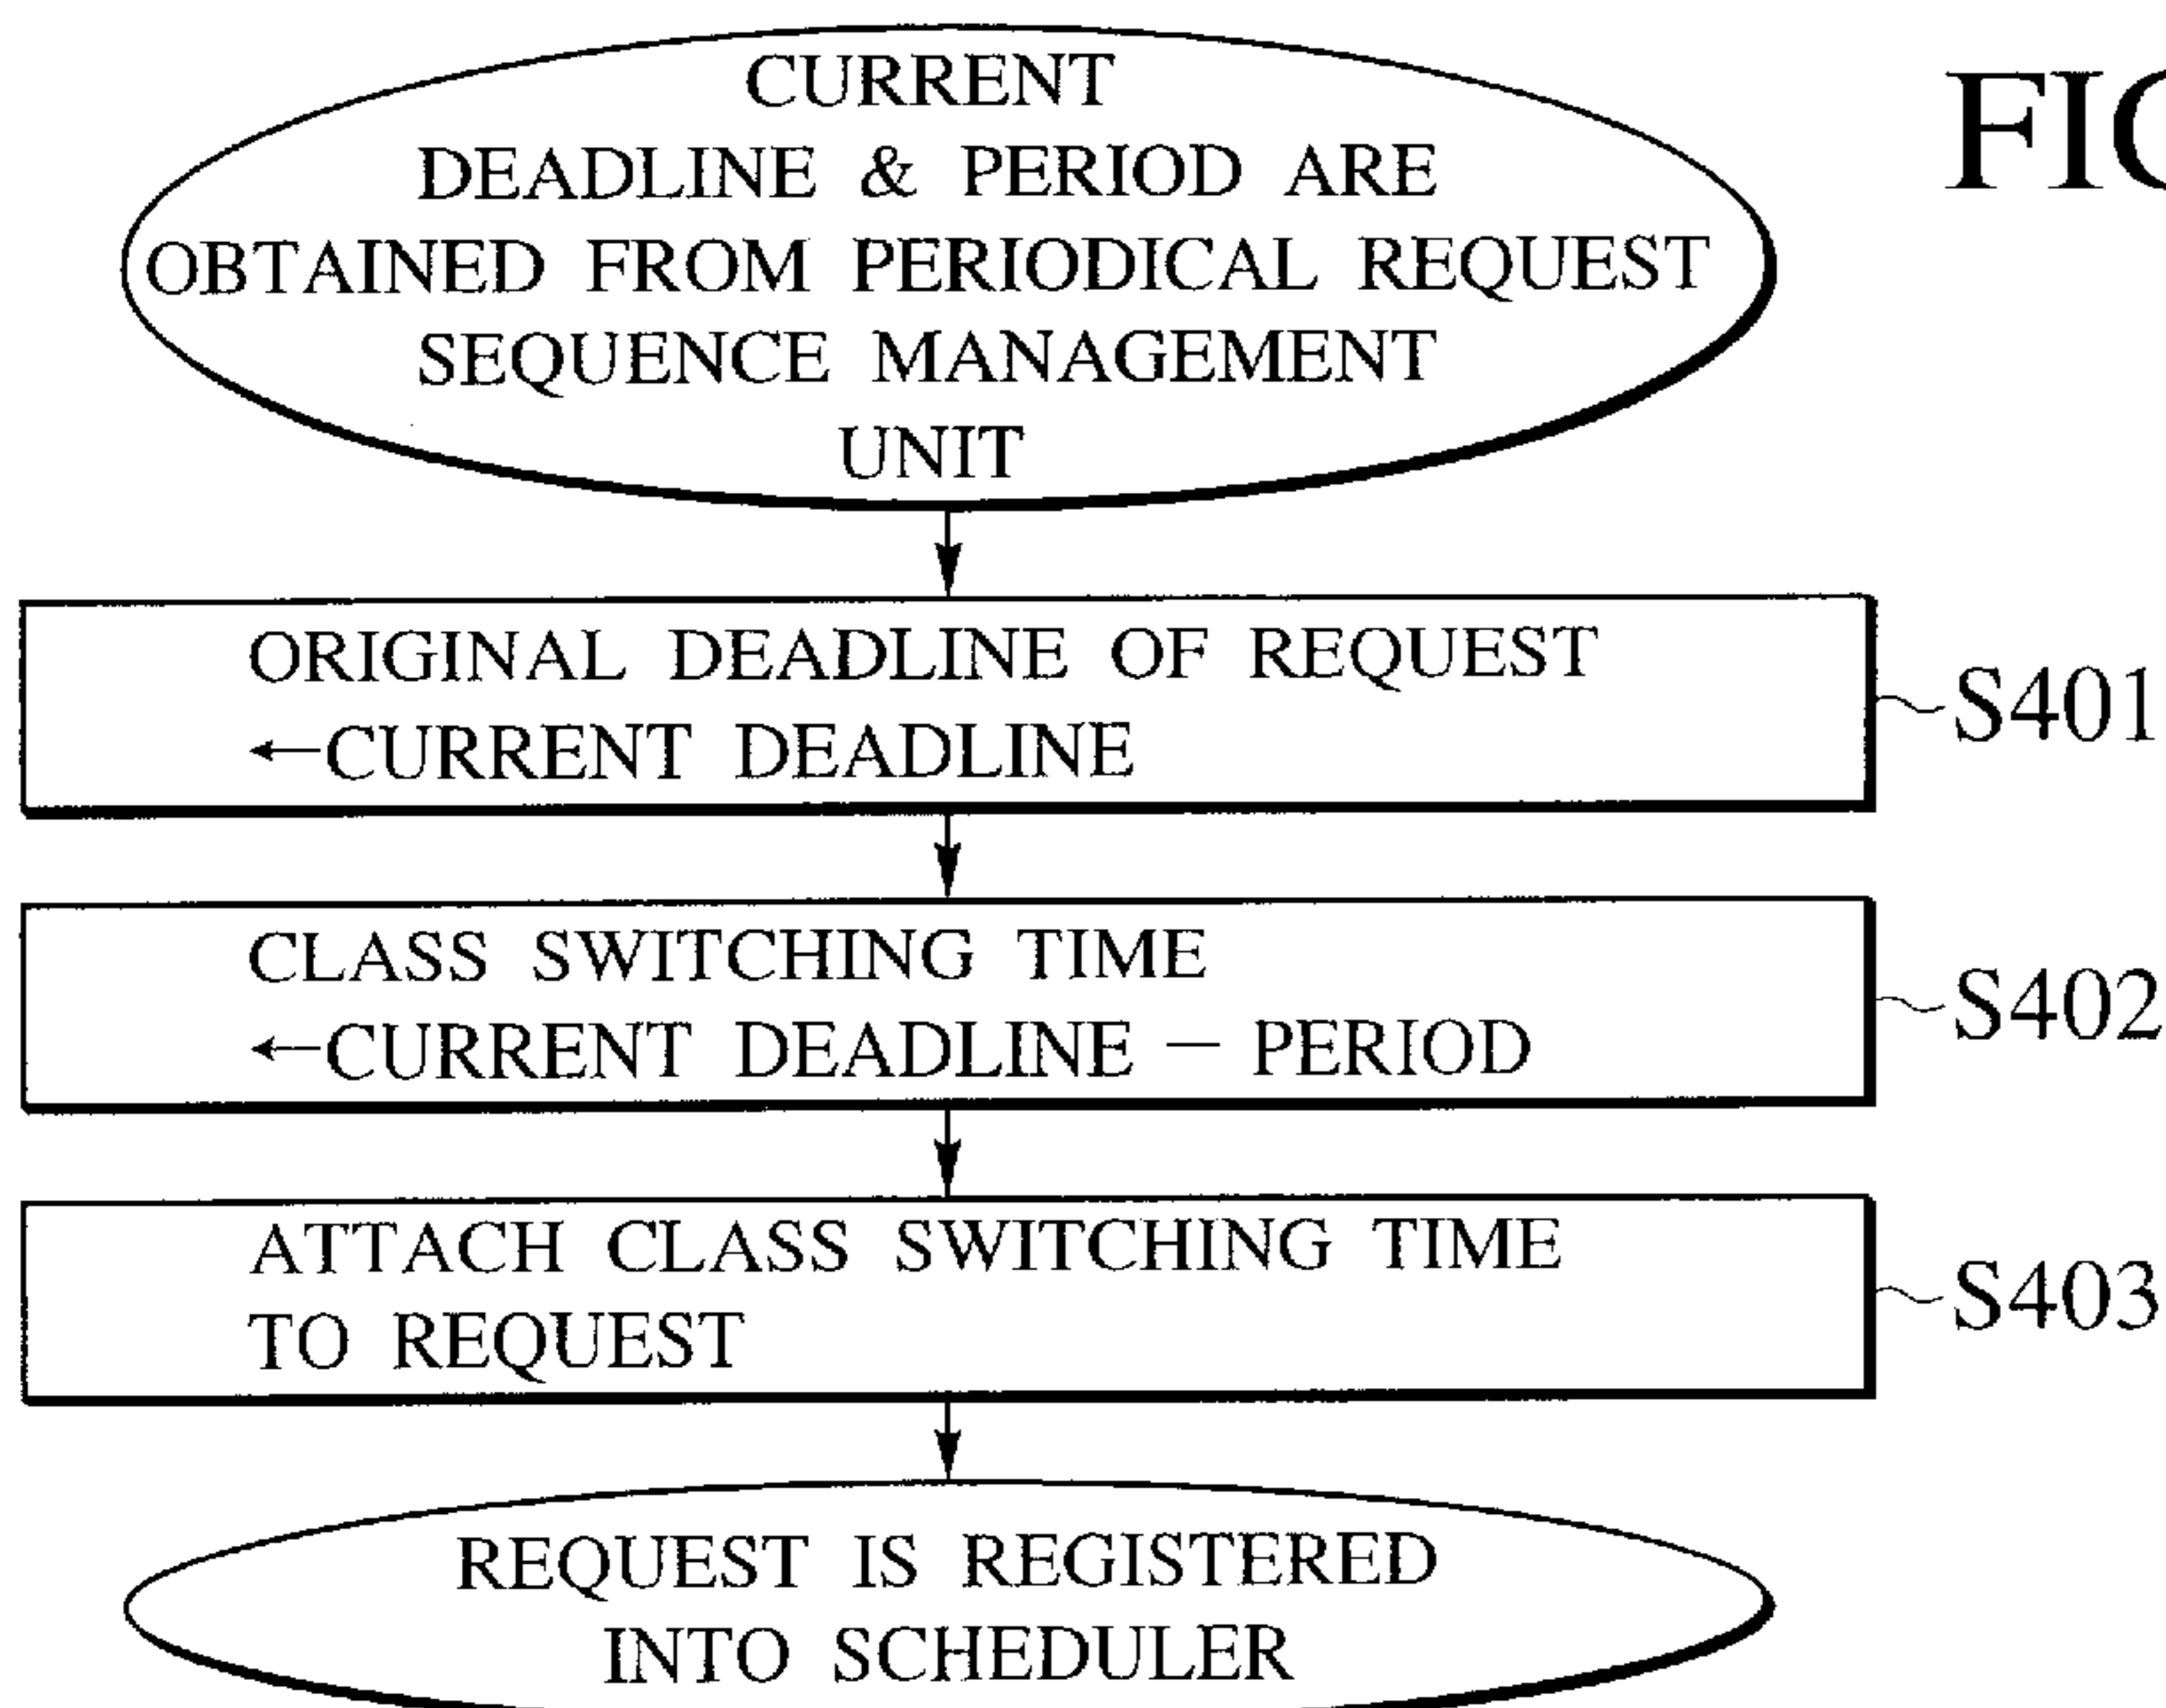 FIG
CURRENT
DEADLINE & PERIOD ARE
OBTAINED FROM PERIODICAL REQUEST
SEQUENCE MANAGEMENT
UNIT
ORIGINAL DEADLINE OF REQUEST
←CURRENT DEADLINE
S401
CLASS SWITCHING TIME
←CURRENT DEADLINE — PERIOD
S402
ATTACH CLASS SWITCHING TIME
TO REQUEST
S403
REQUEST IS REGISTERED
INTO SCHEDULER